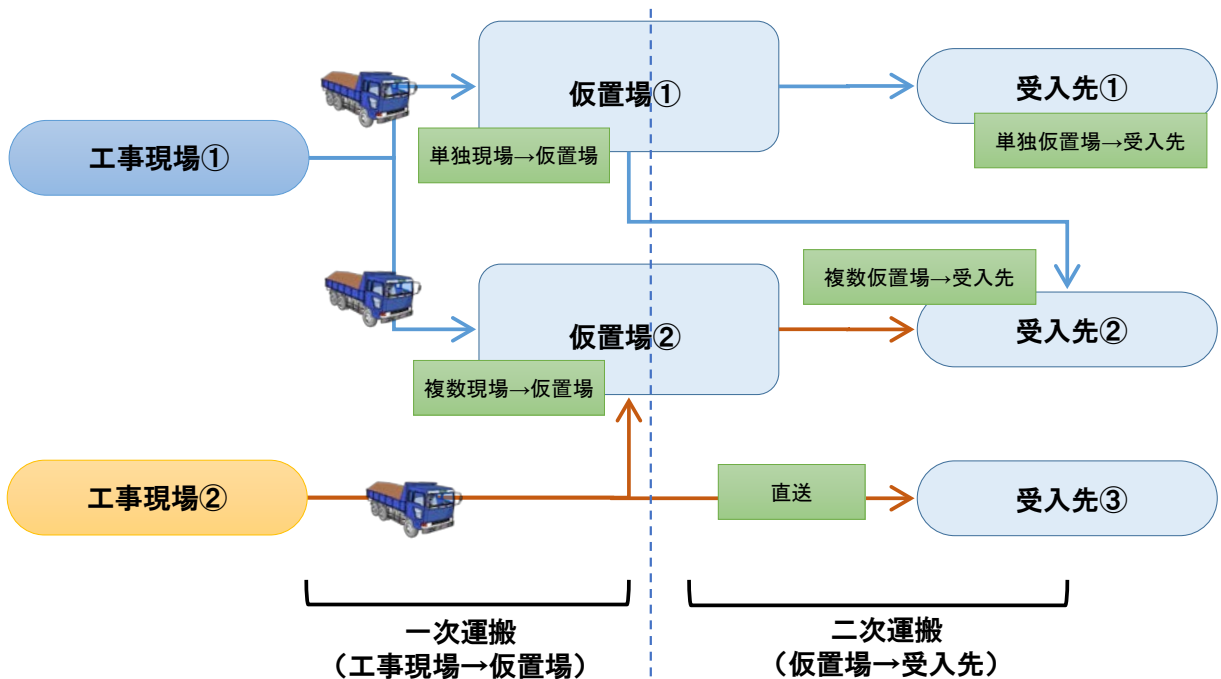 仮置場①
受入先①
工事現場①
単独現場→仮置場
単独仮置場→受入先
複数仮置場→受入先
仮置場②
受入先②
複数現場→仮置場
工事現場②
直送
受入先③
一次運搬
（工事現場→仮置場）
二次運搬
（仮置場→受入先）